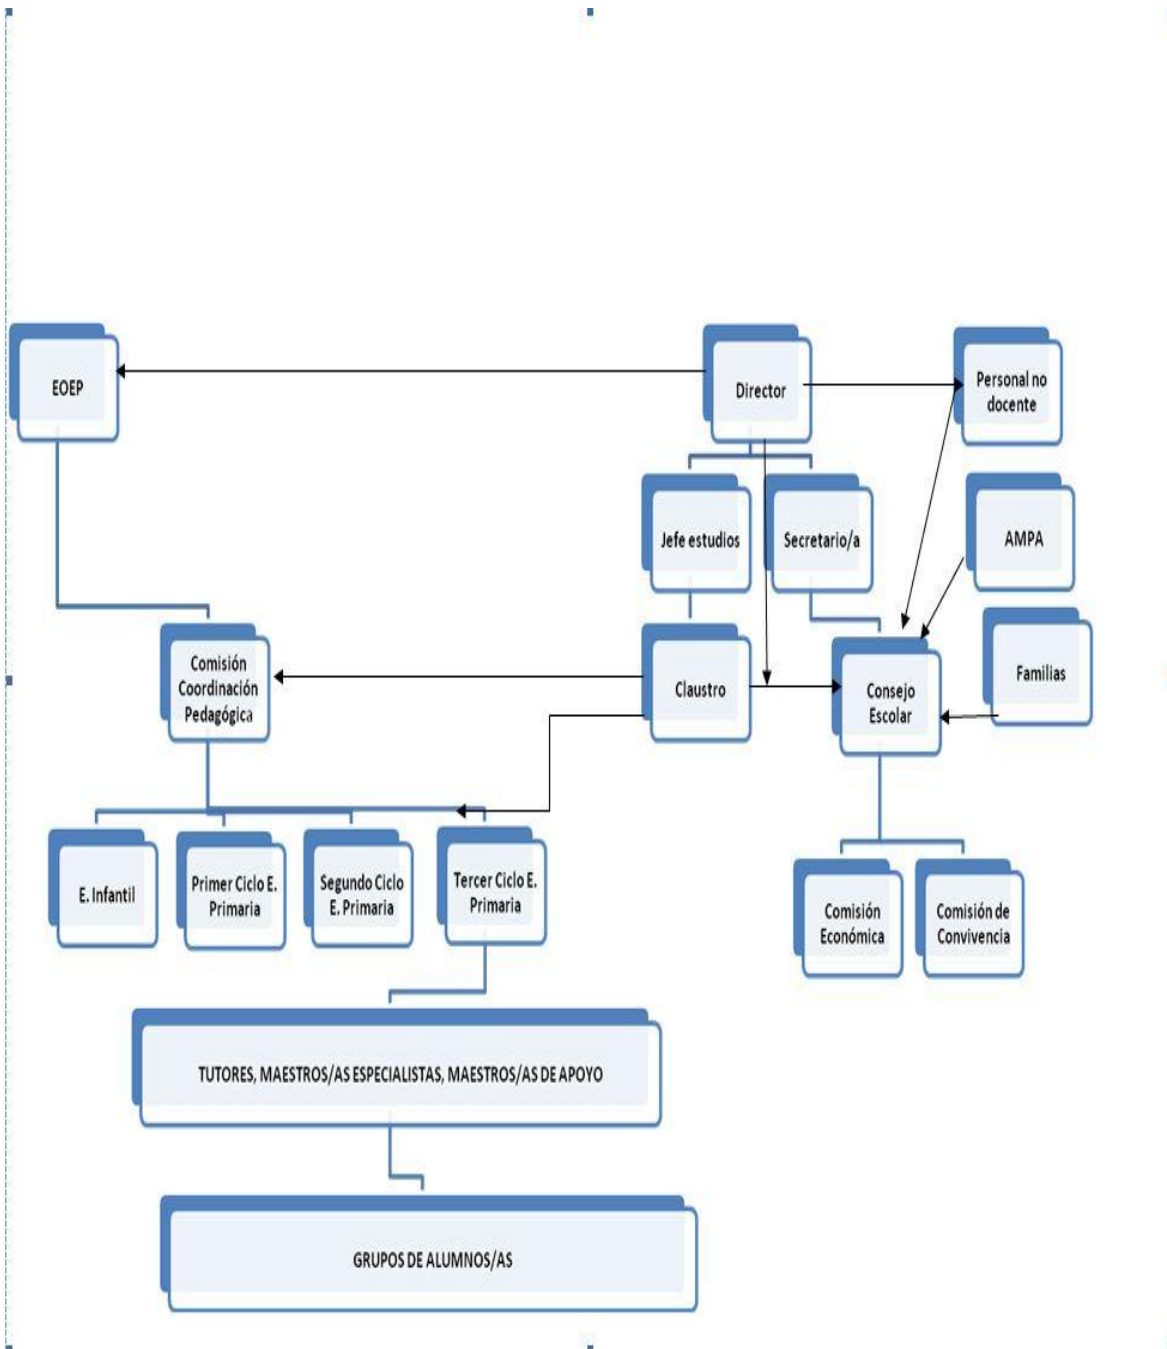 EOEP
Director
Personal no
docente
Jefe estudios
Secretario/a
AMPA
Comisión
Coordinación
Pedagógica
Claustro
Consejo
Escolar
Familias
E. Infantil
Primer Ciclo E.
Primaria
Segundo Ciclo
E. Primaria
Tercer Ciclo E.
Primaria
Comisión
Económica
Comisión de
Convivencia
TUTORES, MAESTROS/AS ESPECIALISTAS, MAESTROS/AS DE APOYO
GRUPOS DE ALUMNOS/AS